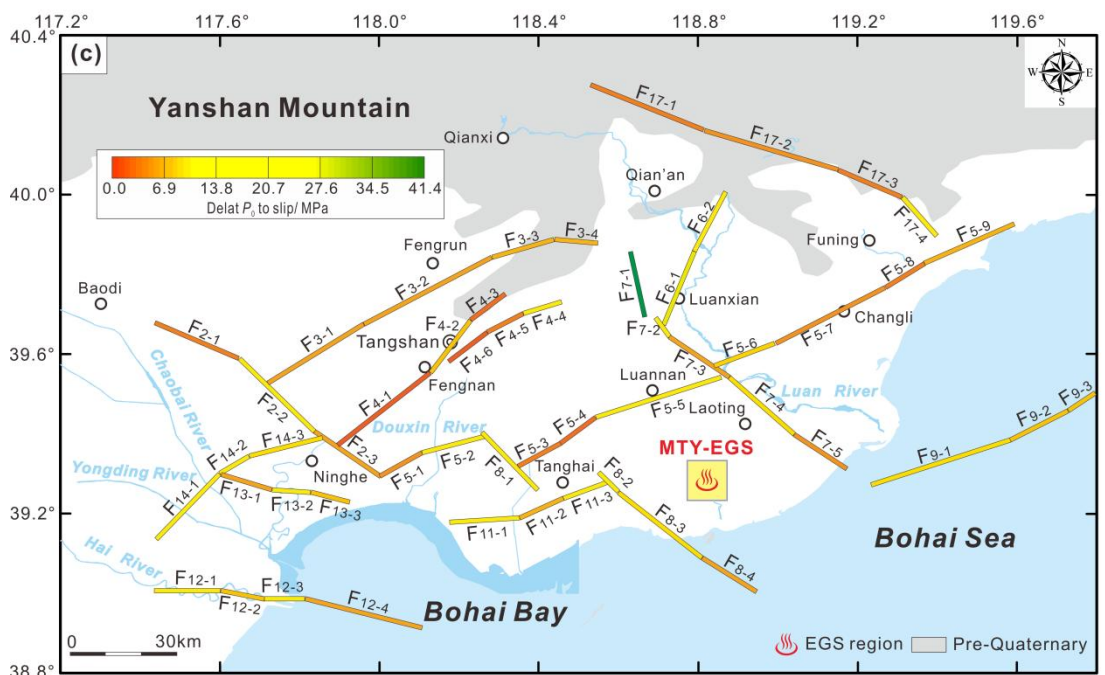 117.2° 117.6° 118.0° 118.4° 118.8° 119.2° 119.6°
40.4°
(c)
N
W E
S
Yanshan Mountain
F17-1
Qianxi
F17-2
0.0 6.9 13.8 20.7 27.6 34.5 41.4
Delat P0 to slip/ MPa
40.0°
Qian'an
F17-3
F17-4
F6-2
Funing
F5-9
F3-4
F3-3
Fengrun
F5-8
F7-1
F6-1
Baodi
F3-2
F4-3
Luanxian
Changli
F2-1
F3-1
F4-2
F4-4
F4-5
F4-6
F7-2
F5-7
Tangshan
39.6°
Fengnan
F7-3
F5-6
Luannan
Luan River
Chaobai River
F2-2
F4-1
F5-5
F7-4
Laoting
F9-3
F9-2
Douxin River
F5-4
F14-2
F14-3
F2-3
F5-3
F5-2
F5-1
MTY-EGS
F7-5
Yongding River
Ninghe
F8-1
Tanghai
F8-2
F9-1
F14-1
F13-1
F13-2
F13-3
F11-3
F11-2
F11-1
39.2°
F8-3
Hai River
Bohai Sea
F8-4
F12-1
F12-3
F12-2
F12-4
Bohai Bay
0 30km
EGS region
Pre-Quaternary
38.8°